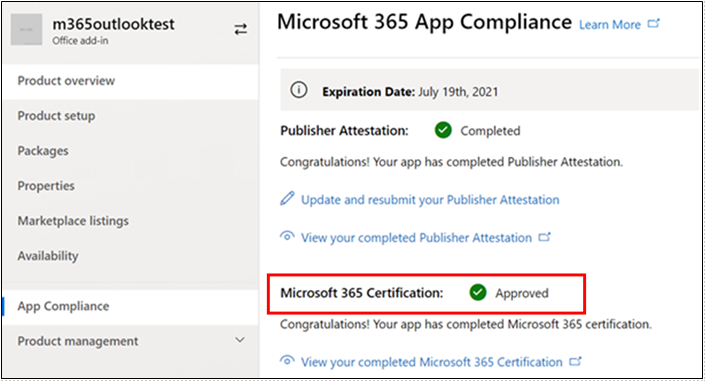 m365outlooktest
Office add-in
Product overview
Product setup
Packages
Properties
Marketplace listings
Availability
App Compliance
Product management
Microsoft 365 App Compliance Learn More
Expiration Date: July 19th, 2021
Publisher Attestation: Completed
Congratulations! Your app has completed Publisher Attestation.
Update and resubmit your Publisher Attestation
View your completed Publisher Attestation
Microsoft 365 Certification: Approved
Congratulations! Your app has completed Microsoft 365 certification.
View your completed Microsoft 365 Certification